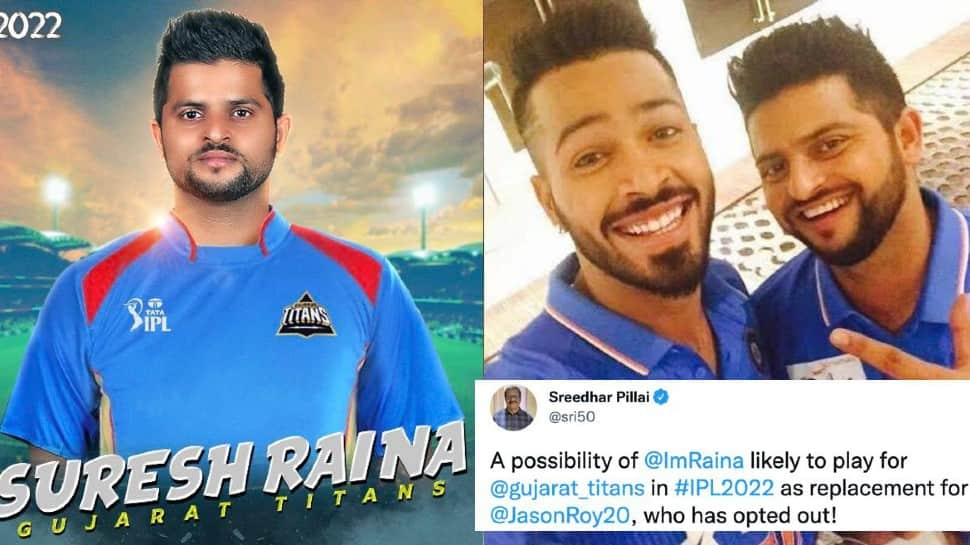 2022
TATA
IPL
TITANS
SURESH RAINA
GUJARAT TITANS
Sreedhar Pillai
@sri50
A possibility of @ImRaina likely to play for
@gujarat_titans in #IPL2022 as replacement for
@JasonRoy20, who has opted out!